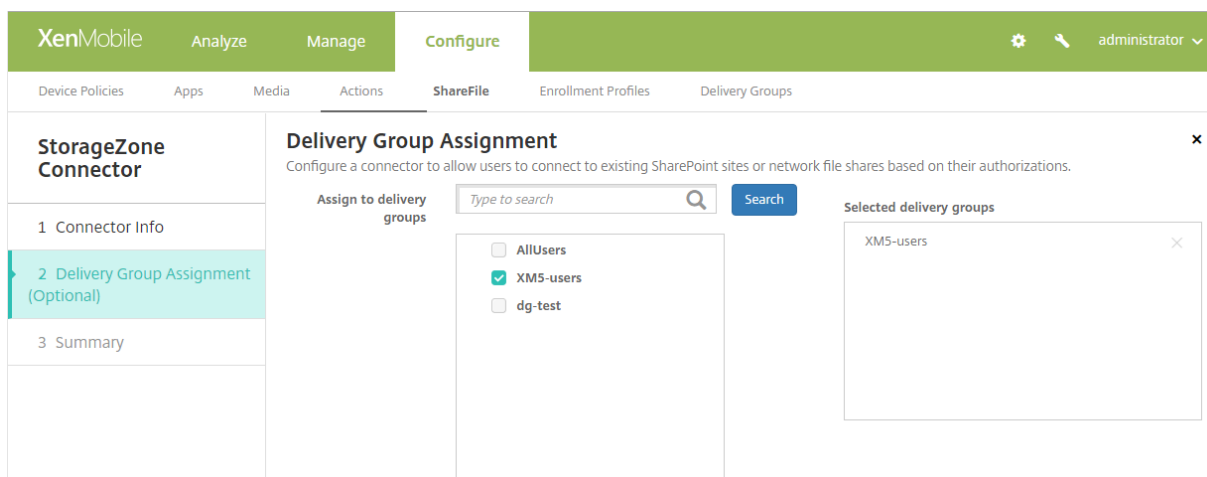 XenMobile Analyze Manage Configure administrator
Device Policies Apps Media Actions ShareFile Enrollment Profiles Delivery Groups
StorageZone
Connector
1 Connector Info
2 Delivery Group Assignment
(Optional)
3 Summary
Delivery Group Assignment
Configure a connector to allow users to connect to existing SharePoint sites or network file shares based on their authorizations.
Assign to delivery
groups
Type to search
Search
AllUsers
XM5-users
dg-test
Selected delivery groups
XM5-users